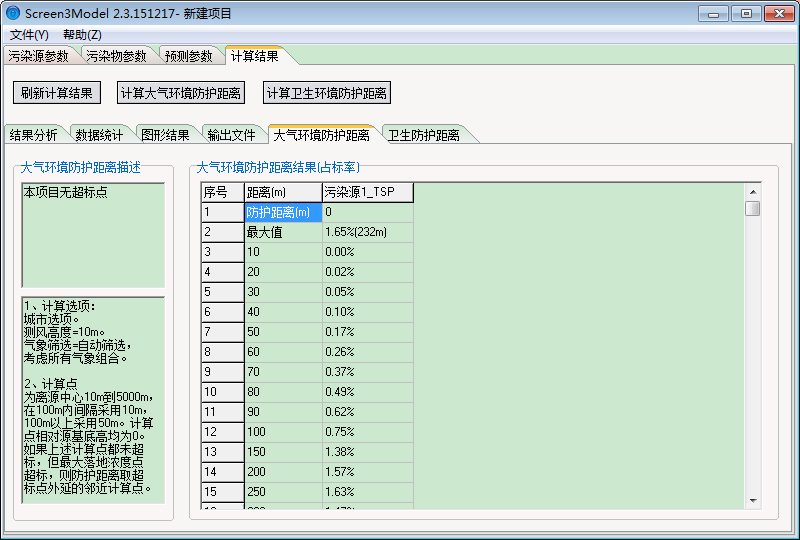 Screen3Model 2.3.151217- 新建项目
文件(Y) 帮助(Z)
污染源参数 污染物参数 预测参数 计算结果
刷新计算结果 计算大气环境防护距离 计算卫生环境防护距离
结果分析 数据统计 图形结果 输出文件 大气环境防护距离 卫生防护距离
大气环境防护距离描述
本项目无超标点
1、计算选项:
城市选项。
测风高度=10m。
气象筛选=自动筛选,
考虑所有气象组合。
2、计算点
为离源中心10m到5000m,
在100m内间隔采用10m,
100m以上采用50m。计算
点相对源基底高均为0。
如果上述计算点都未超
标,但最大落地浓度点
超标,则防护距离取超
标点外延的邻近计算点。
大气环境防护距离结果(占标率)
序号 距离(m) 污染源1_TSP
1 防护距离(m) 0
2 最大值 1.65%(232m)
3 10 0.00%
4 20 0.02%
5 30 0.05%
6 40 0.10%
7 50 0.17%
8 60 0.26%
9 70 0.37%
10 80 0.49%
11 90 0.62%
12 100 0.75%
13 150 1.38%
14 200 1.57%
15 250 1.63%